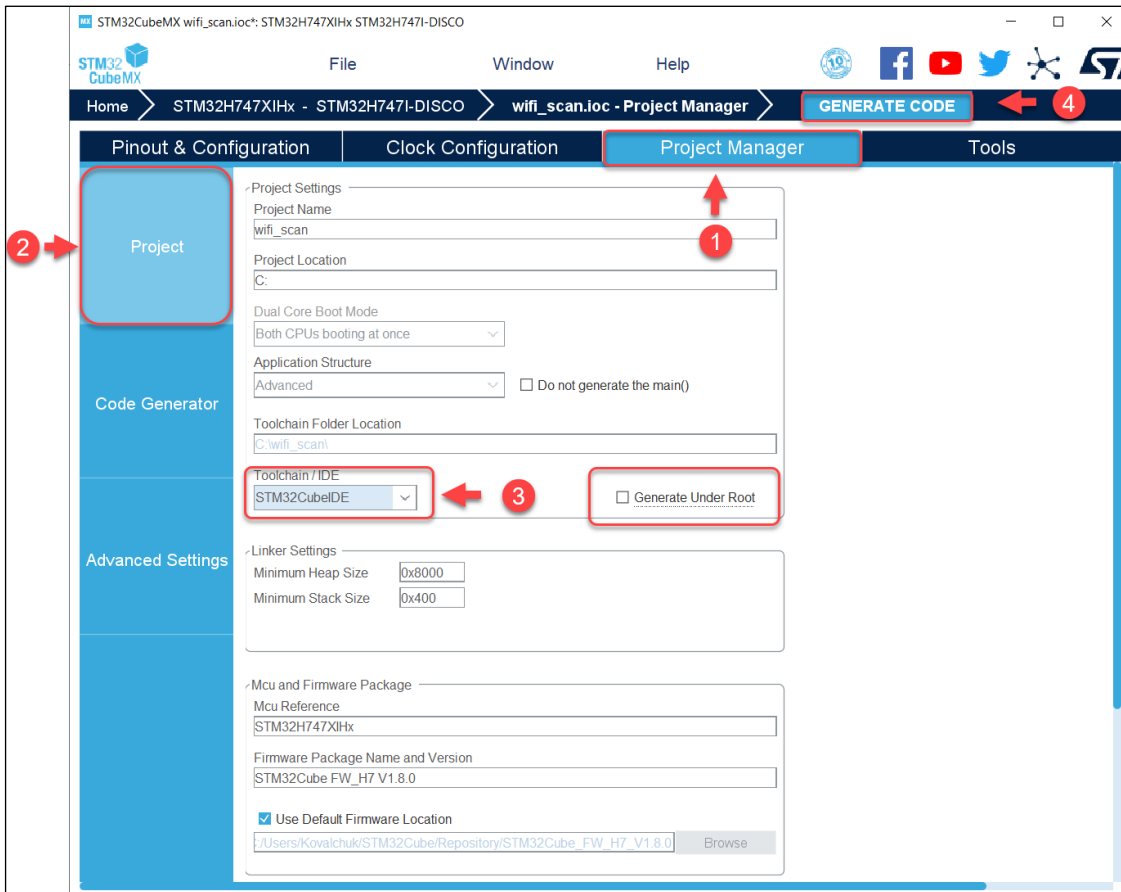 MX STM32CubeMX wifi_scan.ioc*: STM32H747XIHx STM32H747I-DISCO
STM32
CubeMX
File Window Help
10
Home STM32H747XIHx - STM32H747I-DISCO wifi_scan.ioc - Project Manager GENERATE CODE 4
Pinout & Configuration Clock Configuration Project Manager Tools
1
2 Project
Code Generator
Advanced Settings
Project Settings
Project Name
wifi_scan
Project Location
C:
Dual Core Boot Mode
Both CPUs booting at once
Application Structure
Advanced Do not generate the main()
Toolchain Folder Location
C:\wifi_scan\
Toolchain / IDE
STM32CubeIDE 3 Generate Under Root
Linker Settings
Minimum Heap Size 0x8000
Minimum Stack Size 0x400
Mcu and Firmware Package
Mcu Reference
STM32H747XIHx
Firmware Package Name and Version
STM32Cube FW_H7 V1.8.0
Use Default Firmware Location
:/Users/Kovalchuk/STM32Cube/Repository/STM32Cube_FW_H7_V1.8.0 Browse